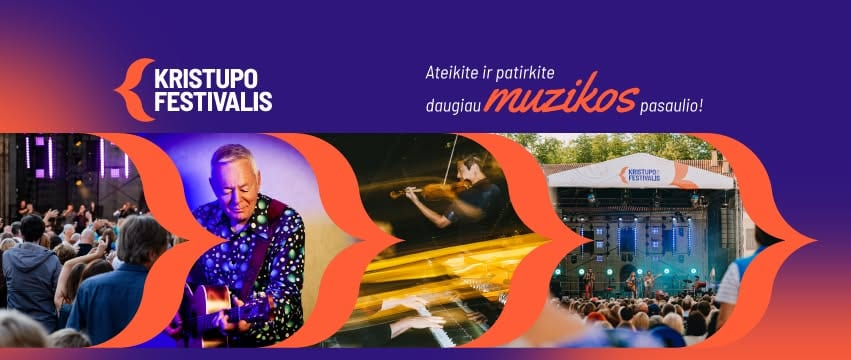 KRISTUPO
FESTIVALIS
Ateikite ir patirkite
daugiau muzikos pasaulio!
KRISTUPO
FESTIVALIS